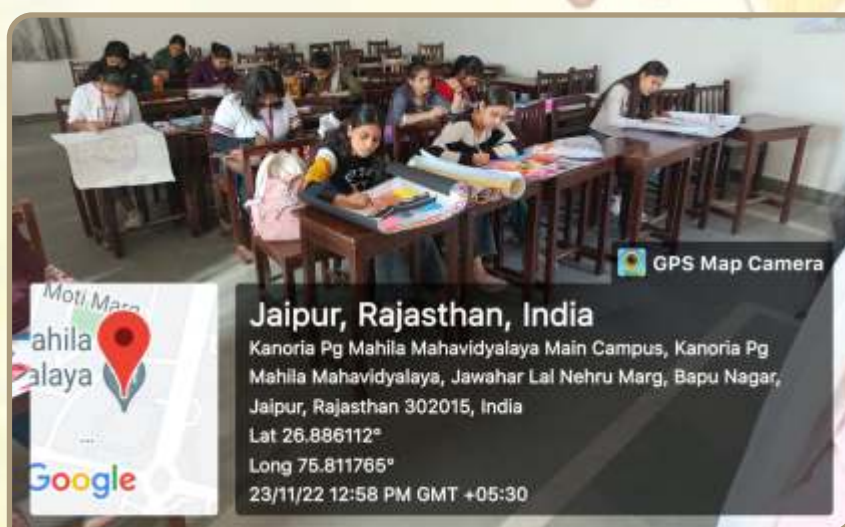 GPS Map Camera
Moti Marg
ahila
alaya
Google
Jaipur, Rajasthan, India
Kanoria Pg Mahila Mahavidyalaya Main Campus, Kanoria Pg
Mahila Mahavidyalaya, Jawahar Lal Nehru Marg, Bapu Nagar,
Jaipur, Rajasthan 302015, India
Lat 26.886112°
Long 75.811765°
23/11/22 12:58 PM GMT +05:30